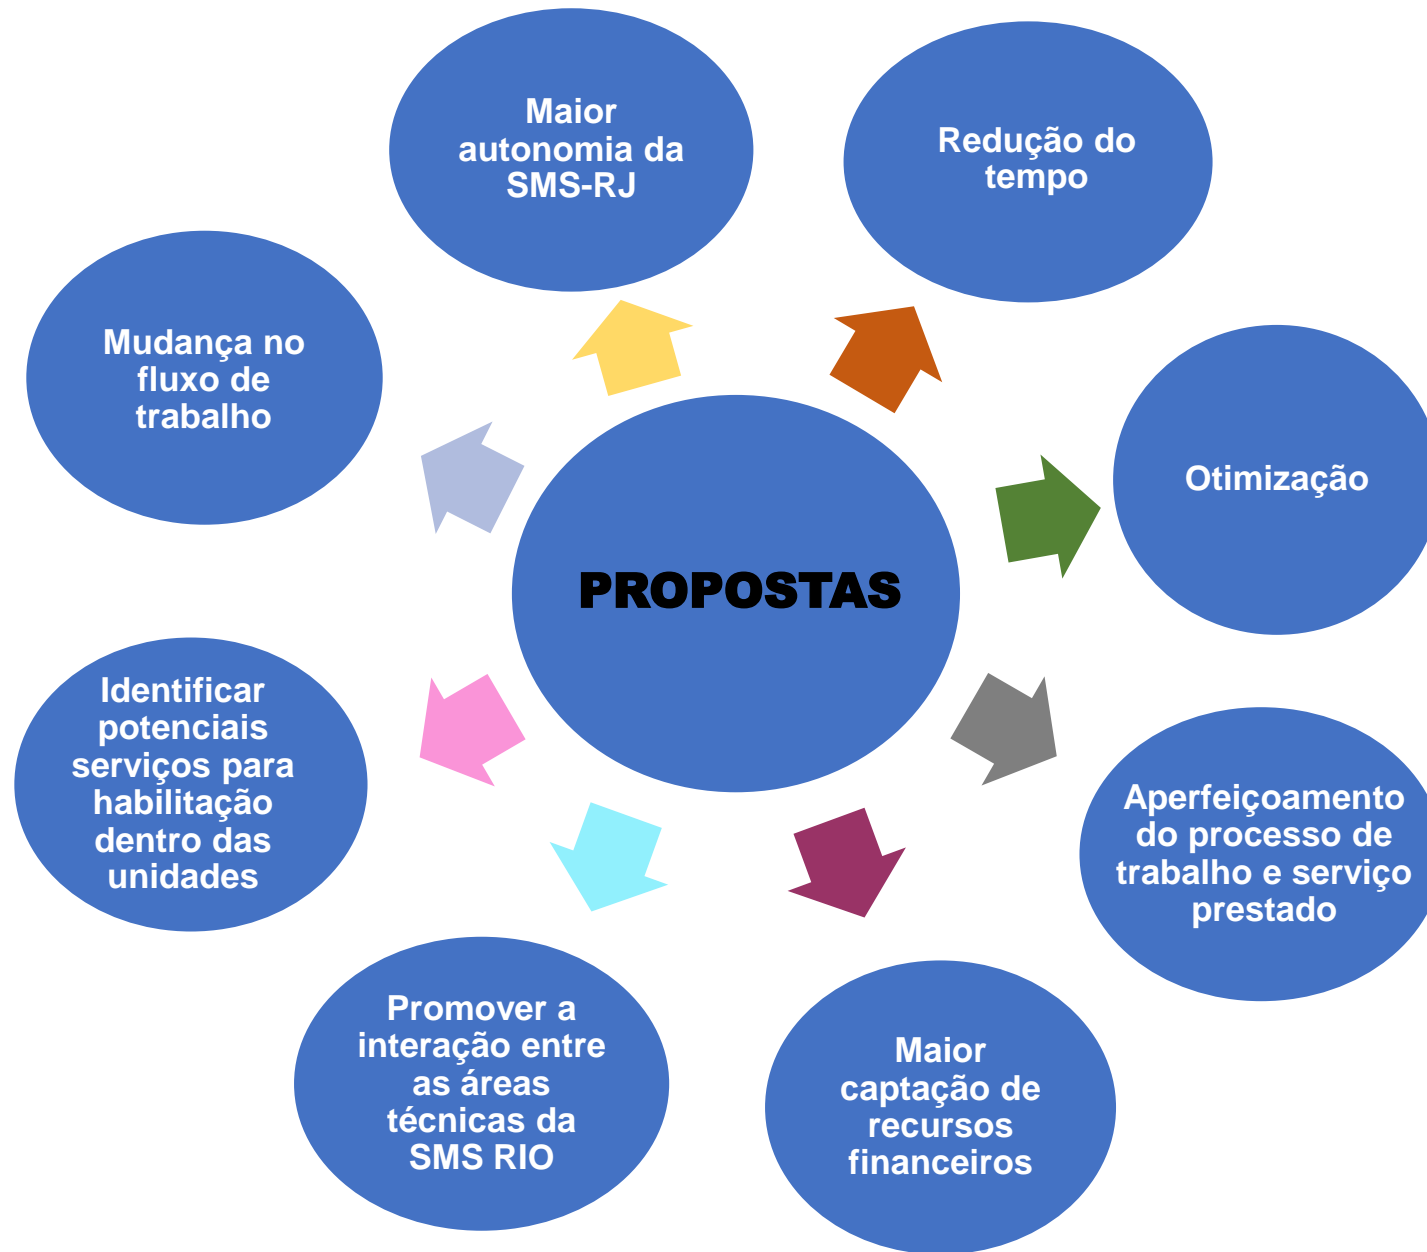 Maior
autonomia da
SMS-RJ
Redução do
tempo
Mudança no
fluxo de
trabalho
Otimização
PROPOSTAS
Identificar
potenciais
serviços para
habilitação
dentro das
unidades
Aperfeiçoamento
do processo de
trabalho e serviço
prestado
Promover a
interação entre
as áreas
técnicas da
SMS RIO
Maior
captação de
recursos
financeiros